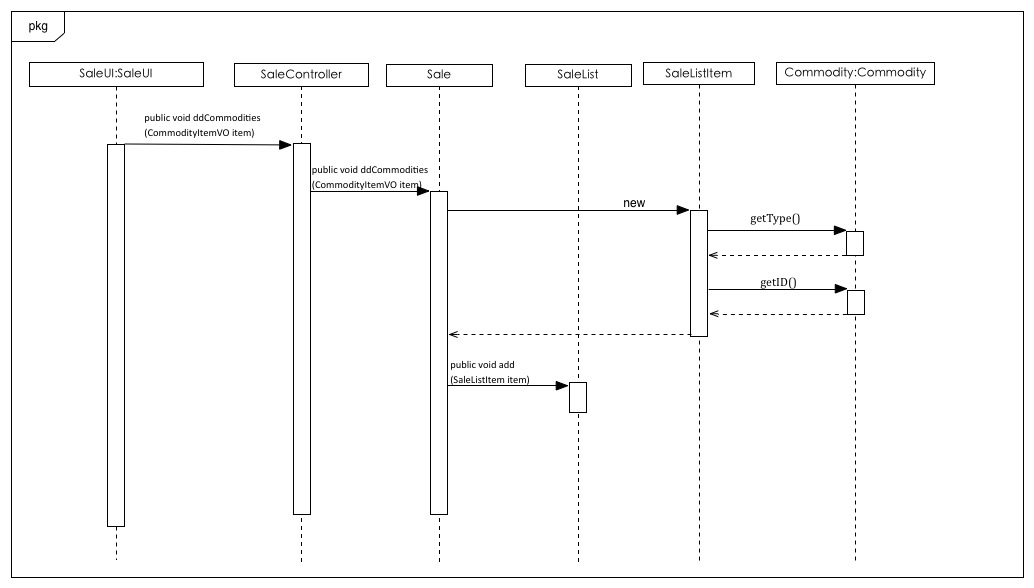 pkg
SaleUI:SaleUI
SaleController
Sale
SaleList
SaleListItem
Commodity:Commodity
public void ddCommodities
(CommodityItemVO item)
public void ddCommodities
(CommodityItemVO item)
new
getType()
getID()
public void add
(SaleListItem item)